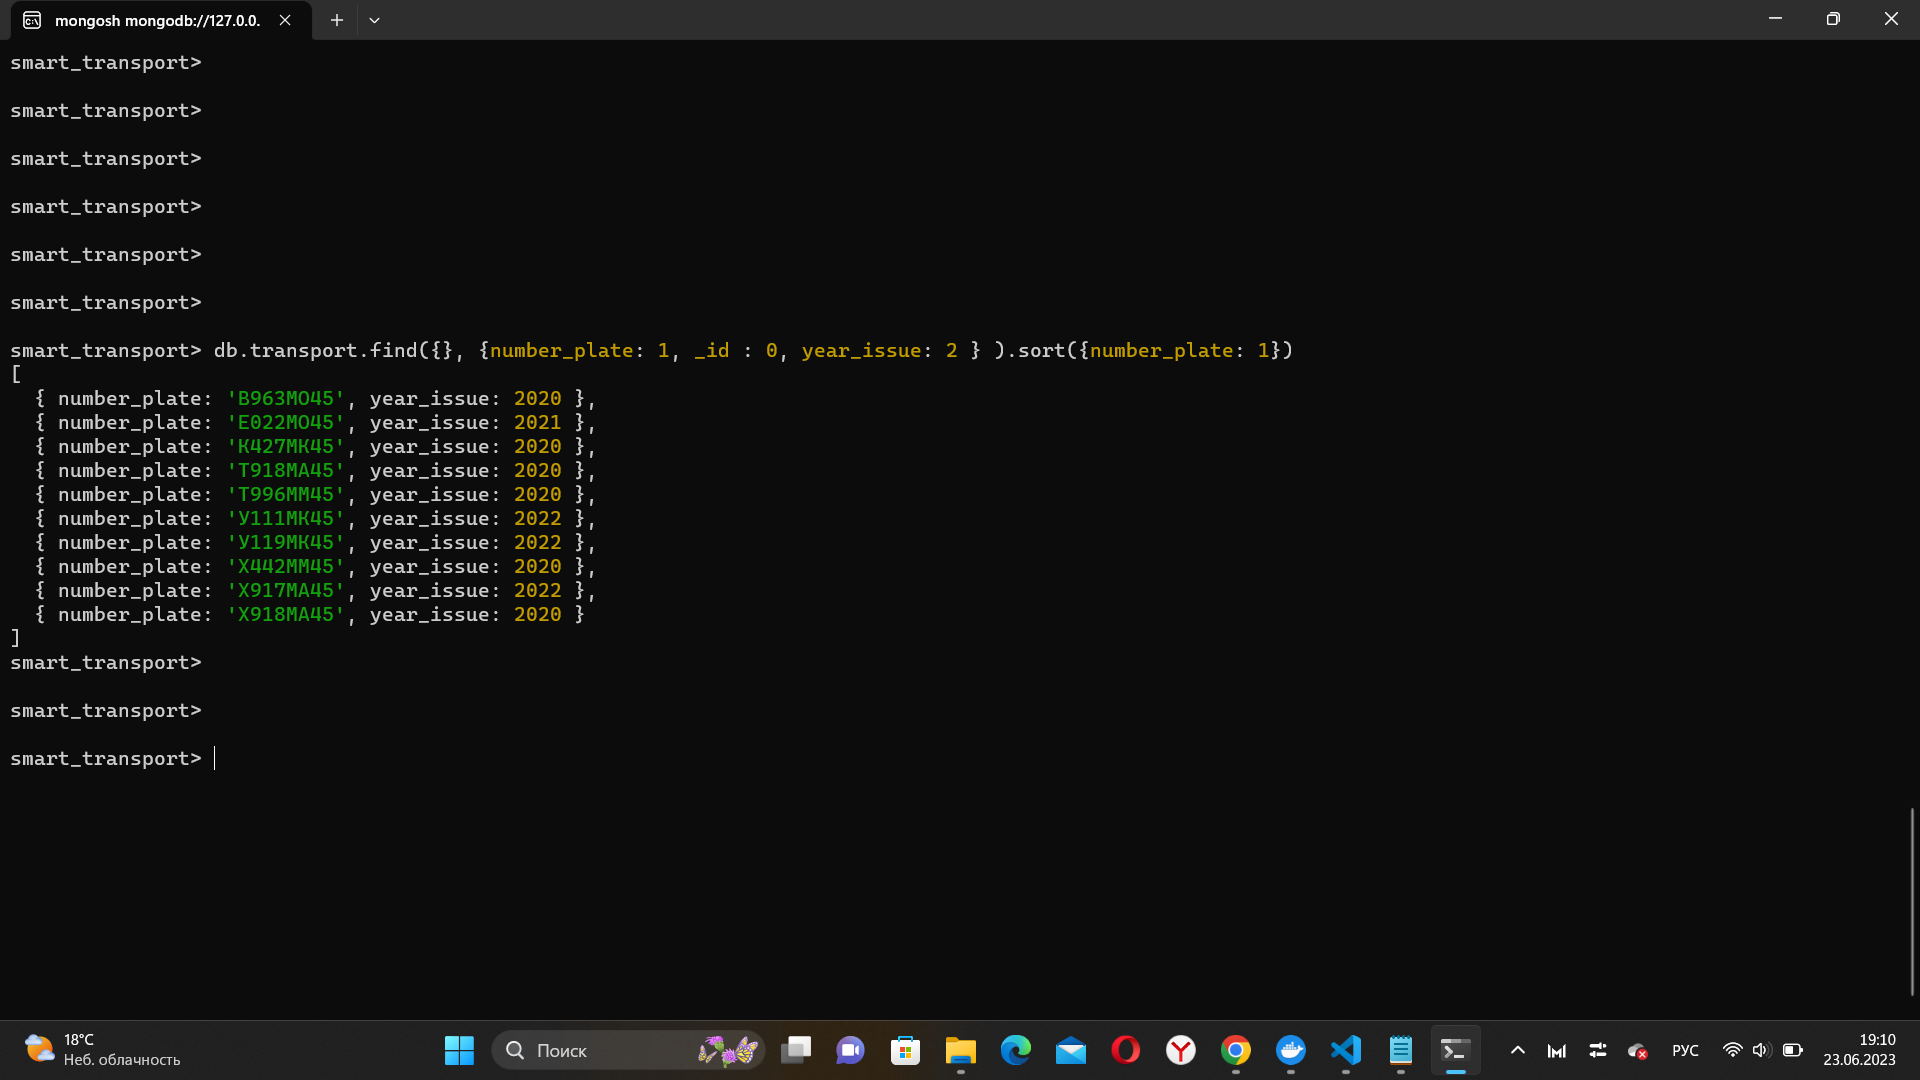 mongosh mongodb://127.0.0.
smart_transport>
smart_transport>
smart_transport>
smart_transport>
smart_transport>
smart_transport>
smart_transport> db.transport.find({}, {number_plate: 1, _id : 0, year_issue: 2 } ).sort({number_plate: 1})
[
  { number_plate: 'В963МО45', year_issue: 2020 },
  { number_plate: 'Е022МО45', year_issue: 2021 },
  { number_plate: 'К427МК45', year_issue: 2020 },
  { number_plate: 'Т918МА45', year_issue: 2020 },
  { number_plate: 'Т996ММ45', year_issue: 2020 },
  { number_plate: 'У111МК45', year_issue: 2022 },
  { number_plate: 'У119МК45', year_issue: 2022 },
  { number_plate: 'Х442ММ45', year_issue: 2020 },
  { number_plate: 'Х917МА45', year_issue: 2022 },
  { number_plate: 'Х918МА45', year_issue: 2020 }
]
smart_transport>
smart_transport>
smart_transport>
18°C
Неб. облачность
Поиск
РУС
19:10
23.06.2023